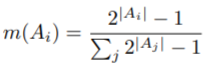 m(A_i) = \frac{2^{|A_i|} - 1}{\sum_j 2^{|A_j|} - 1}